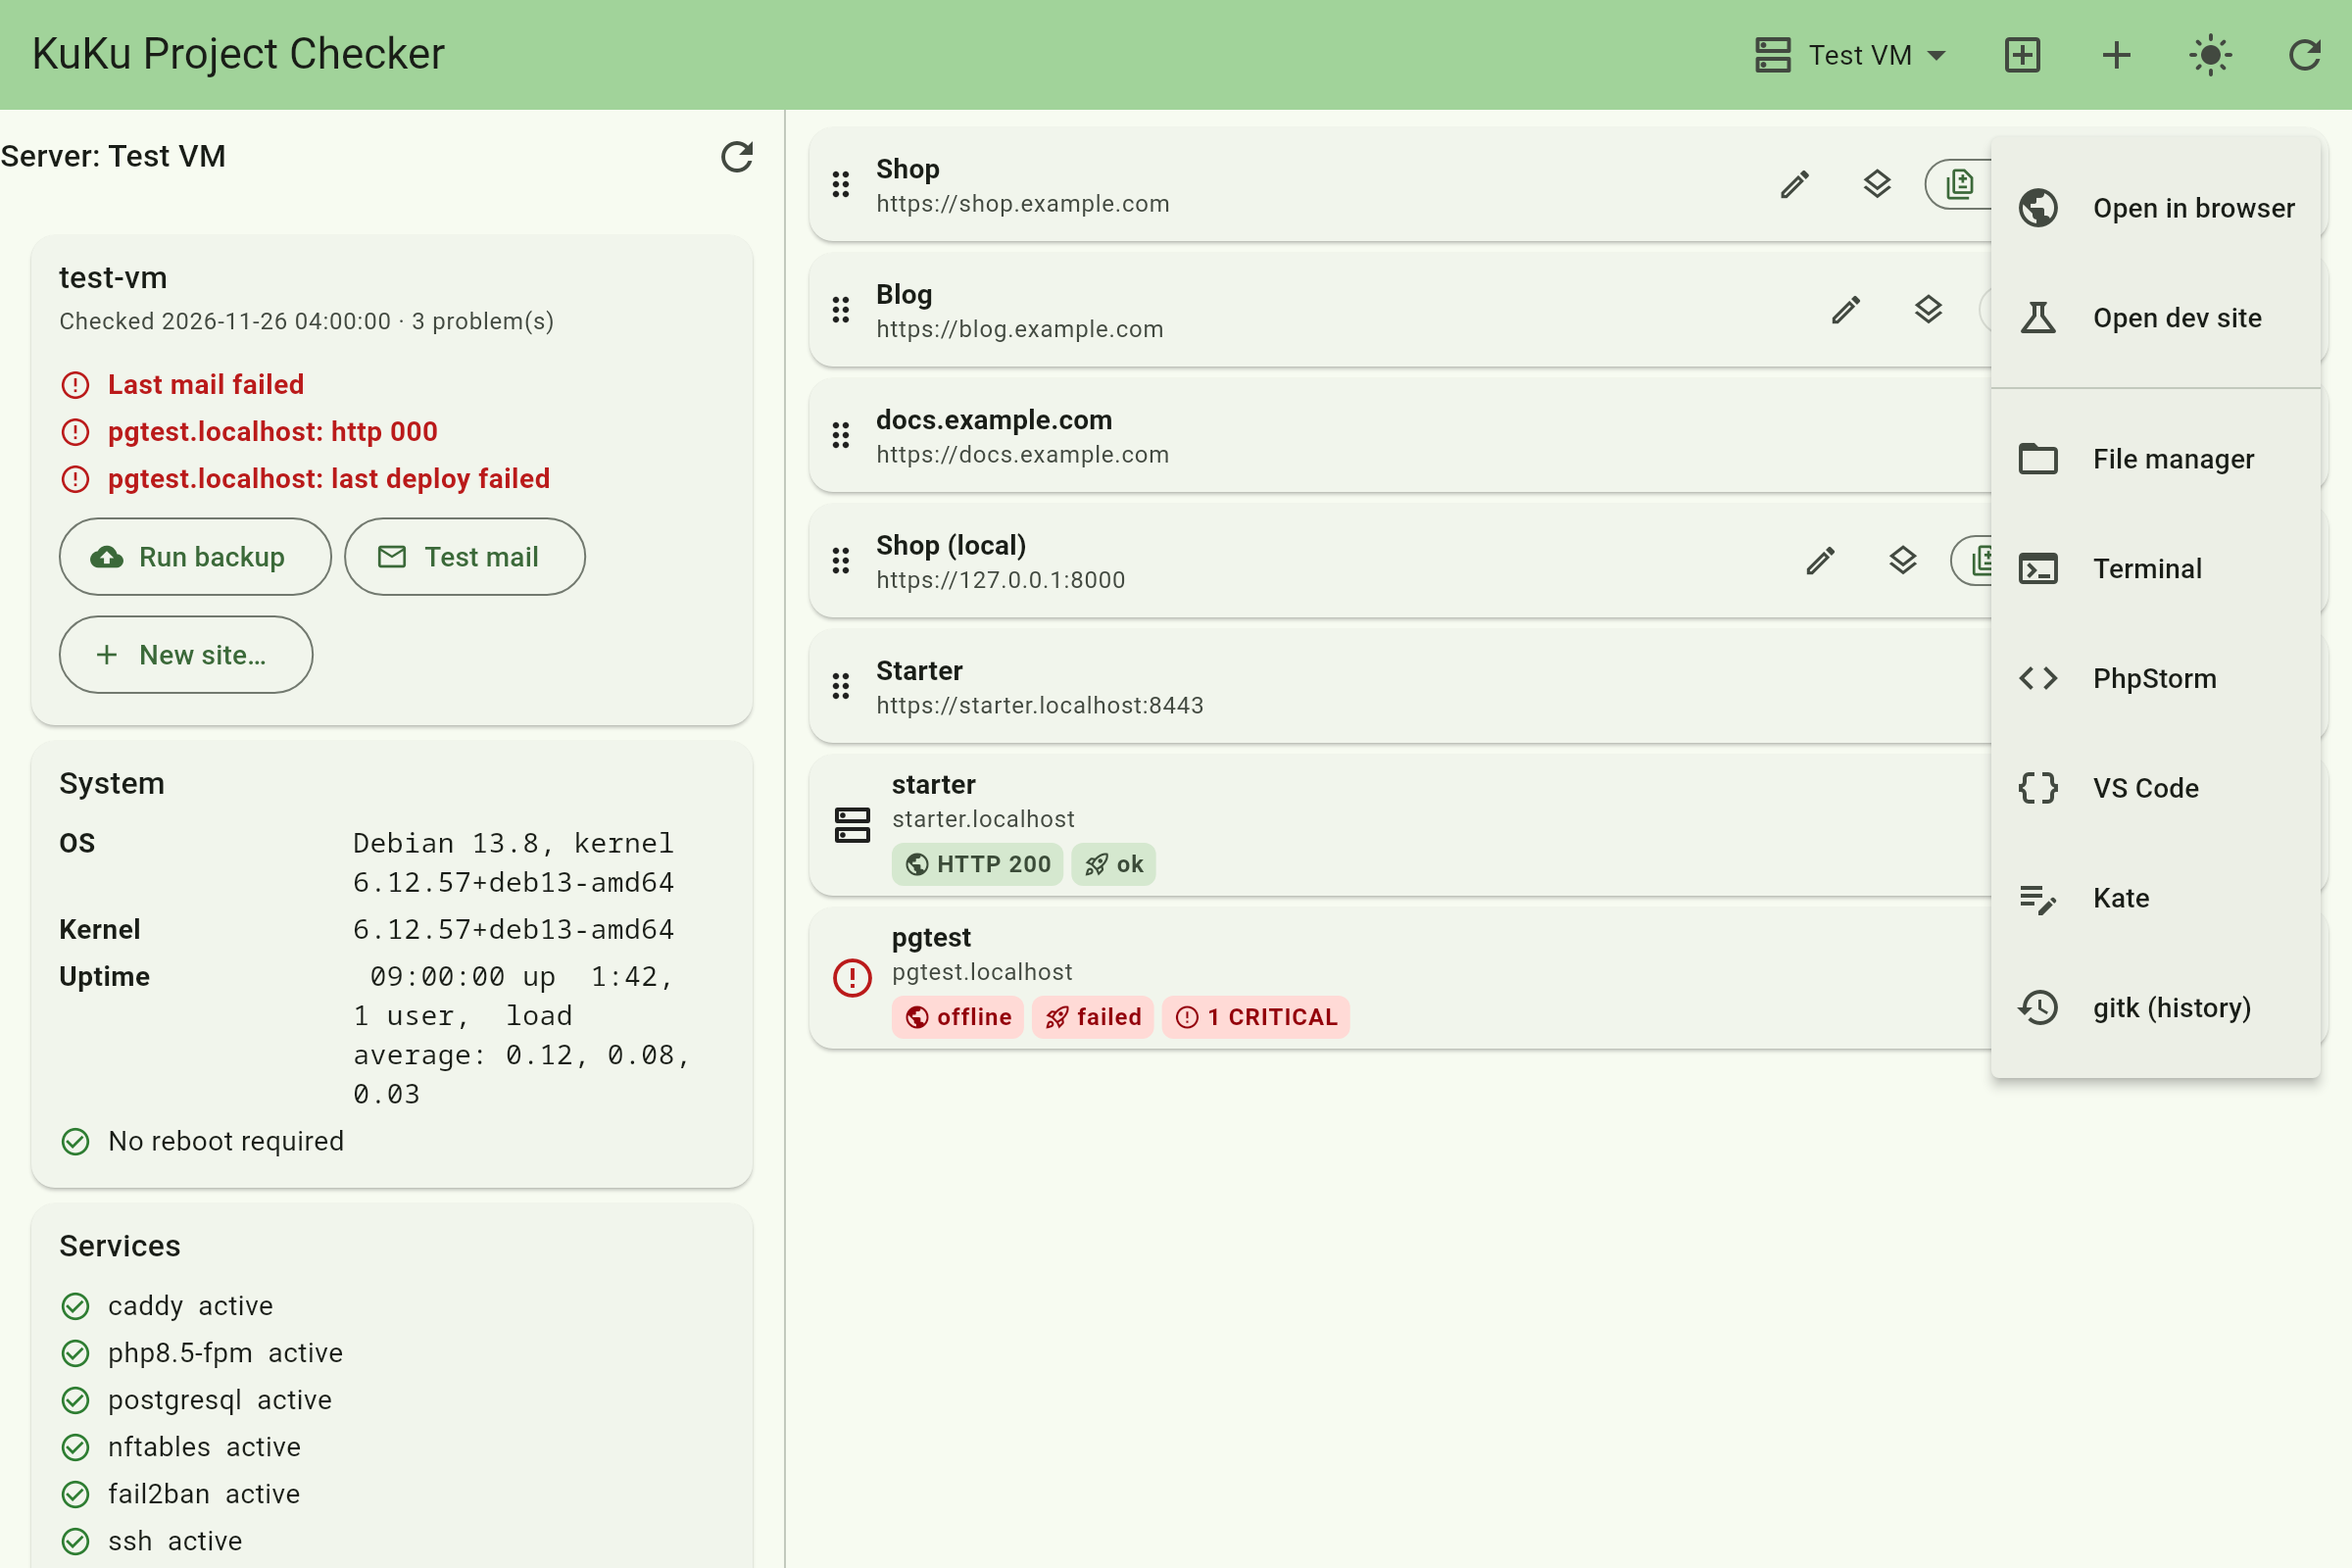 KuKu Project Checker
Test VM
Server: Test VM
test-vm
Checked 2026-11-26 04:00:00 · 3 problem(s)
Last mail failed
pgtest.localhost: http 000
pgtest.localhost: last deploy failed
Run backup
Test mail
New site…
System
OS
Debian 13.8, kernel
6.12.57+deb13-amd64
Kernel
6.12.57+deb13-amd64
Uptime
09:00:00 up  1:42,
1 user,  load
average: 0.12, 0.08,
0.03
No reboot required
Services
caddy active
php8.5-fpm active
postgresql active
nftables active
fail2ban active
ssh active
Shop
https://shop.example.com
Blog
https://blog.example.com
docs.example.com
https://docs.example.com
Shop (local)
https://127.0.0.1:8000
Starter
https://starter.localhost:8443
starter
starter.localhost
HTTP 200
ok
pgtest
pgtest.localhost
offline
failed
1 CRITICAL
Open in browser
Open dev site
File manager
Terminal
PhpStorm
VS Code
Kate
gitk (history)